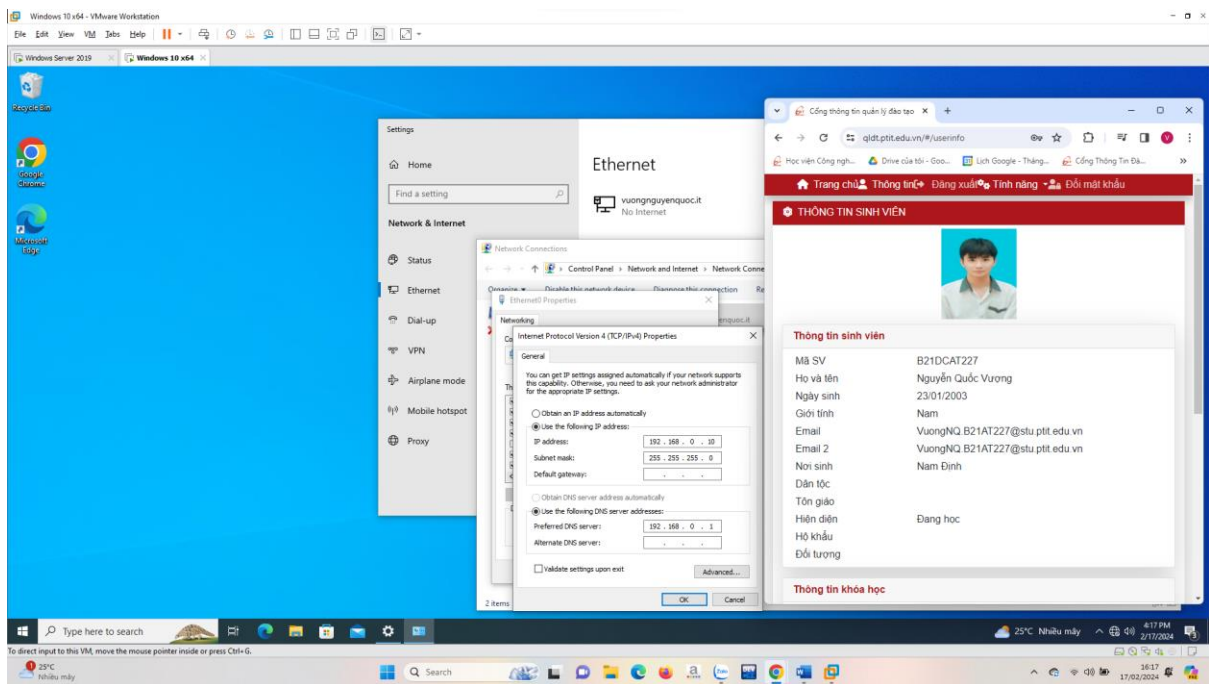 Windows 10 x64 - VMware Workstation
File Edit View VM Tabs Help
Windows Server 2019
Windows 10 x64
Recycle Bin
Google Chrome
Microsoft Edge
Settings
Home
Find a setting
Network & Internet
Status
Ethernet
Dial-up
VPN
Airplane mode
Mobile hotspot
Proxy
Ethernet
vuongnguyenquoc.it
No Internet
Network Connections
Control Panel > Network and Internet > Network Conne
Organize Disable this network device Diagnose this connection Re
Ethernet0 Properties
enquoc.it
Networking
Internet Protocol Version 4 (TCP/IPv4) Properties
General
You can get IP settings assigned automatically if your network supports
this capability. Otherwise, you need to ask your network administrator
for the appropriate IP settings.
Obtain an IP address automatically
Use the following IP address:
IP address: 192 . 168 . 0 . 10
Subnet mask: 255 . 255 . 255 . 0
Default gateway: . . .
Obtain DNS server address automatically
Use the following DNS server addresses:
Preferred DNS server: 192 . 168 . 0 . 1
Alternate DNS server: . . .
Validate settings upon exit
Advanced...
OK Cancel
2 items
Cổng thông tin quản lý đào tạo
qldt.ptit.edu.vn/#/userinfo
Học viện Công ngh... Drive của tôi - Goo... Lịch Google - Tháng... Cổng Thông Tin Đà...
Trang chủ Thông tin Đăng xuất Tính năng Đổi mật khẩu
THÔNG TIN SINH VIÊN
Thông tin sinh viên
Mã SV B21DCAT227
Họ và tên Nguyễn Quốc Vượng
Ngày sinh 23/01/2003
Giới tính Nam
Email VuongNQ.B21AT227@stu.ptit.edu.vn
Email 2 VuongNQ.B21AT227@stu.ptit.edu.vn
Nơi sinh Nam Định
Dân tộc
Tôn giáo
Hiện diện Đang học
Hộ khẩu
Đối tượng
Thông tin khóa học
Type here to search
25°C Nhiều mây
4:17 PM
2/17/2024
To direct input to this VM, move the mouse pointer inside or press Ctrl+G.
25°C
Nhiều mây
Search
16:17
17/02/2024